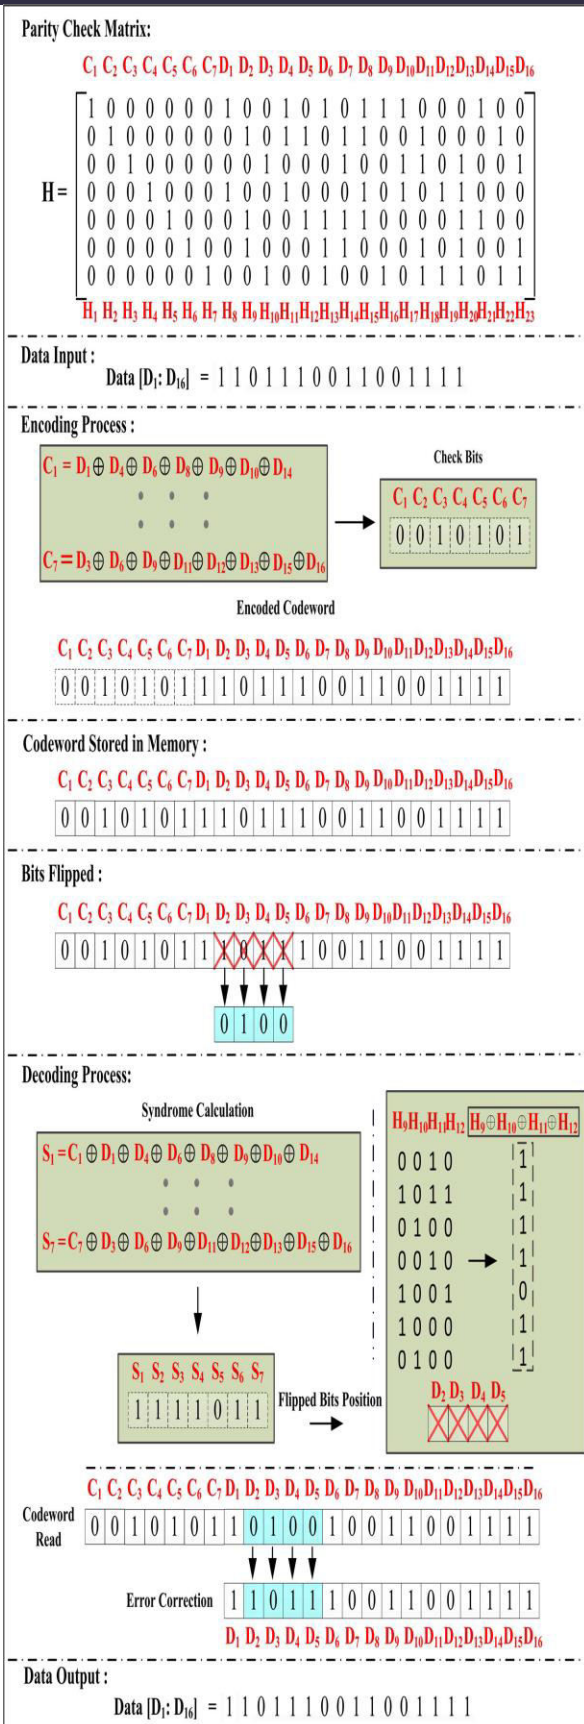 Parity Check Matrix:
C₁ C₂ C₃ C₄ C₅ C₆ C₇ D₁ D₂ D₃ D₄ D₅ D₆ D₇ D₈ D₉ D₁₀ D₁₁ D₁₂ D₁₃ D₁₄ D₁₅ D₁₆
1 0 0 0 0 0 0 1 0 0 1 0 1 0 1 1 1 0 0 0 1 0 0
0 1 0 0 0 0 0 0 1 0 1 1 0 1 1 0 0 1 0 0 0 1 0
0 0 1 0 0 0 0 0 0 1 0 0 0 1 0 0 1 1 0 1 0 0 1
H = 0 0 0 1 0 0 0 1 0 0 1 0 0 0 1 0 1 0 1 1 0 0 0
0 0 0 0 1 0 0 0 1 0 0 1 1 1 1 0 0 0 0 1 1 0 0
0 0 0 0 0 1 0 0 1 0 0 0 1 1 0 0 0 1 0 1 0 0 1
0 0 0 0 0 0 1 0 0 1 0 0 1 0 0 1 0 1 1 1 0 1 1
H₁ H₂ H₃ H₄ H₅ H₆ H₇ H₈ H₉ H₁₀ H₁₁ H₁₂ H₁₃ H₁₄ H₁₅ H₁₆ H₁₇ H₁₈ H₁₉ H₂₀ H₂₁ H₂₂ H₂₃
Data Input :
Data [D₁: D₁₆] = 1 1 0 1 1 1 0 0 1 1 0 0 1 1 1 1
Encoding Process :
C₁ = D₁⊕ D₄⊕ D₆⊕ D₈⊕ D₉⊕ D₁₀⊕ D₁₄
C₇ = D₃⊕ D₆⊕ D₉⊕ D₁₁⊕ D₁₂⊕ D₁₃⊕ D₁₅⊕ D₁₆
Check Bits
C₁ C₂ C₃ C₄ C₅ C₆ C₇
0 0 1 0 1 0 1
Encoded Codeword
C₁ C₂ C₃ C₄ C₅ C₆ C₇ D₁ D₂ D₃ D₄ D₅ D₆ D₇ D₈ D₉ D₁₀ D₁₁ D₁₂ D₁₃ D₁₄ D₁₅ D₁₆
0 0 1 0 1 0 1 1 1 0 1 1 1 0 0 1 1 0 0 1 1 1 1
Codeword Stored in Memory :
C₁ C₂ C₃ C₄ C₅ C₆ C₇ D₁ D₂ D₃ D₄ D₅ D₆ D₇ D₈ D₉ D₁₀ D₁₁ D₁₂ D₁₃ D₁₄ D₁₅ D₁₆
0 0 1 0 1 0 1 1 1 0 1 1 1 0 0 1 1 0 0 1 1 1 1
Bits Flipped :
C₁ C₂ C₃ C₄ C₅ C₆ C₇ D₁ D₂ D₃ D₄ D₅ D₆ D₇ D₈ D₉ D₁₀ D₁₁ D₁₂ D₁₃ D₁₄ D₁₅ D₁₆
0 0 1 0 1 0 1 1 1 0 1 1 1 0 0 1 1 0 0 1 1 1 1
0 1 0 0
Decoding Process:
Syndrome Calculation
S₁ = C₁ ⊕ D₁⊕ D₄⊕ D₆⊕ D₈⊕ D₉⊕ D₁₀⊕ D₁₄
S₇ = C₇ ⊕ D₃⊕ D₆⊕ D₉⊕ D₁₁⊕ D₁₂⊕ D₁₃⊕ D₁₅⊕ D₁₆
S₁ S₂ S₃ S₄ S₅ S₆ S₇
1 1 1 1 0 1 1
Flipped Bits Position
H₉ H₁₀ H₁₁ H₁₂ H₉⊕H₁₀⊕H₁₁⊕H₁₂
0 0 1 0 1
1 0 1 1 1
0 1 0 0 1
0 0 1 0 1
1 0 0 1 0
1 0 0 0 1
0 1 0 0 1
D₂ D₃ D₄ D₅
C₁ C₂ C₃ C₄ C₅ C₆ C₇ D₁ D₂ D₃ D₄ D₅ D₆ D₇ D₈ D₉ D₁₀ D₁₁ D₁₂ D₁₃ D₁₄ D₁₅ D₁₆
Codeword Read 0 0 1 0 1 0 1 1 0 1 0 0 1 0 0 1 1 0 0 1 1 1 1
Error Correction 1 1 0 1 1 1 0 0 1 1 0 0 1 1 1 1
D₁ D₂ D₃ D₄ D₅ D₆ D₇ D₈ D₉ D₁₀ D₁₁ D₁₂ D₁₃ D₁₄ D₁₅ D₁₆
Data Output :
Data [D₁: D₁₆] = 1 1 0 1 1 1 0 0 1 1 0 0 1 1 1 1